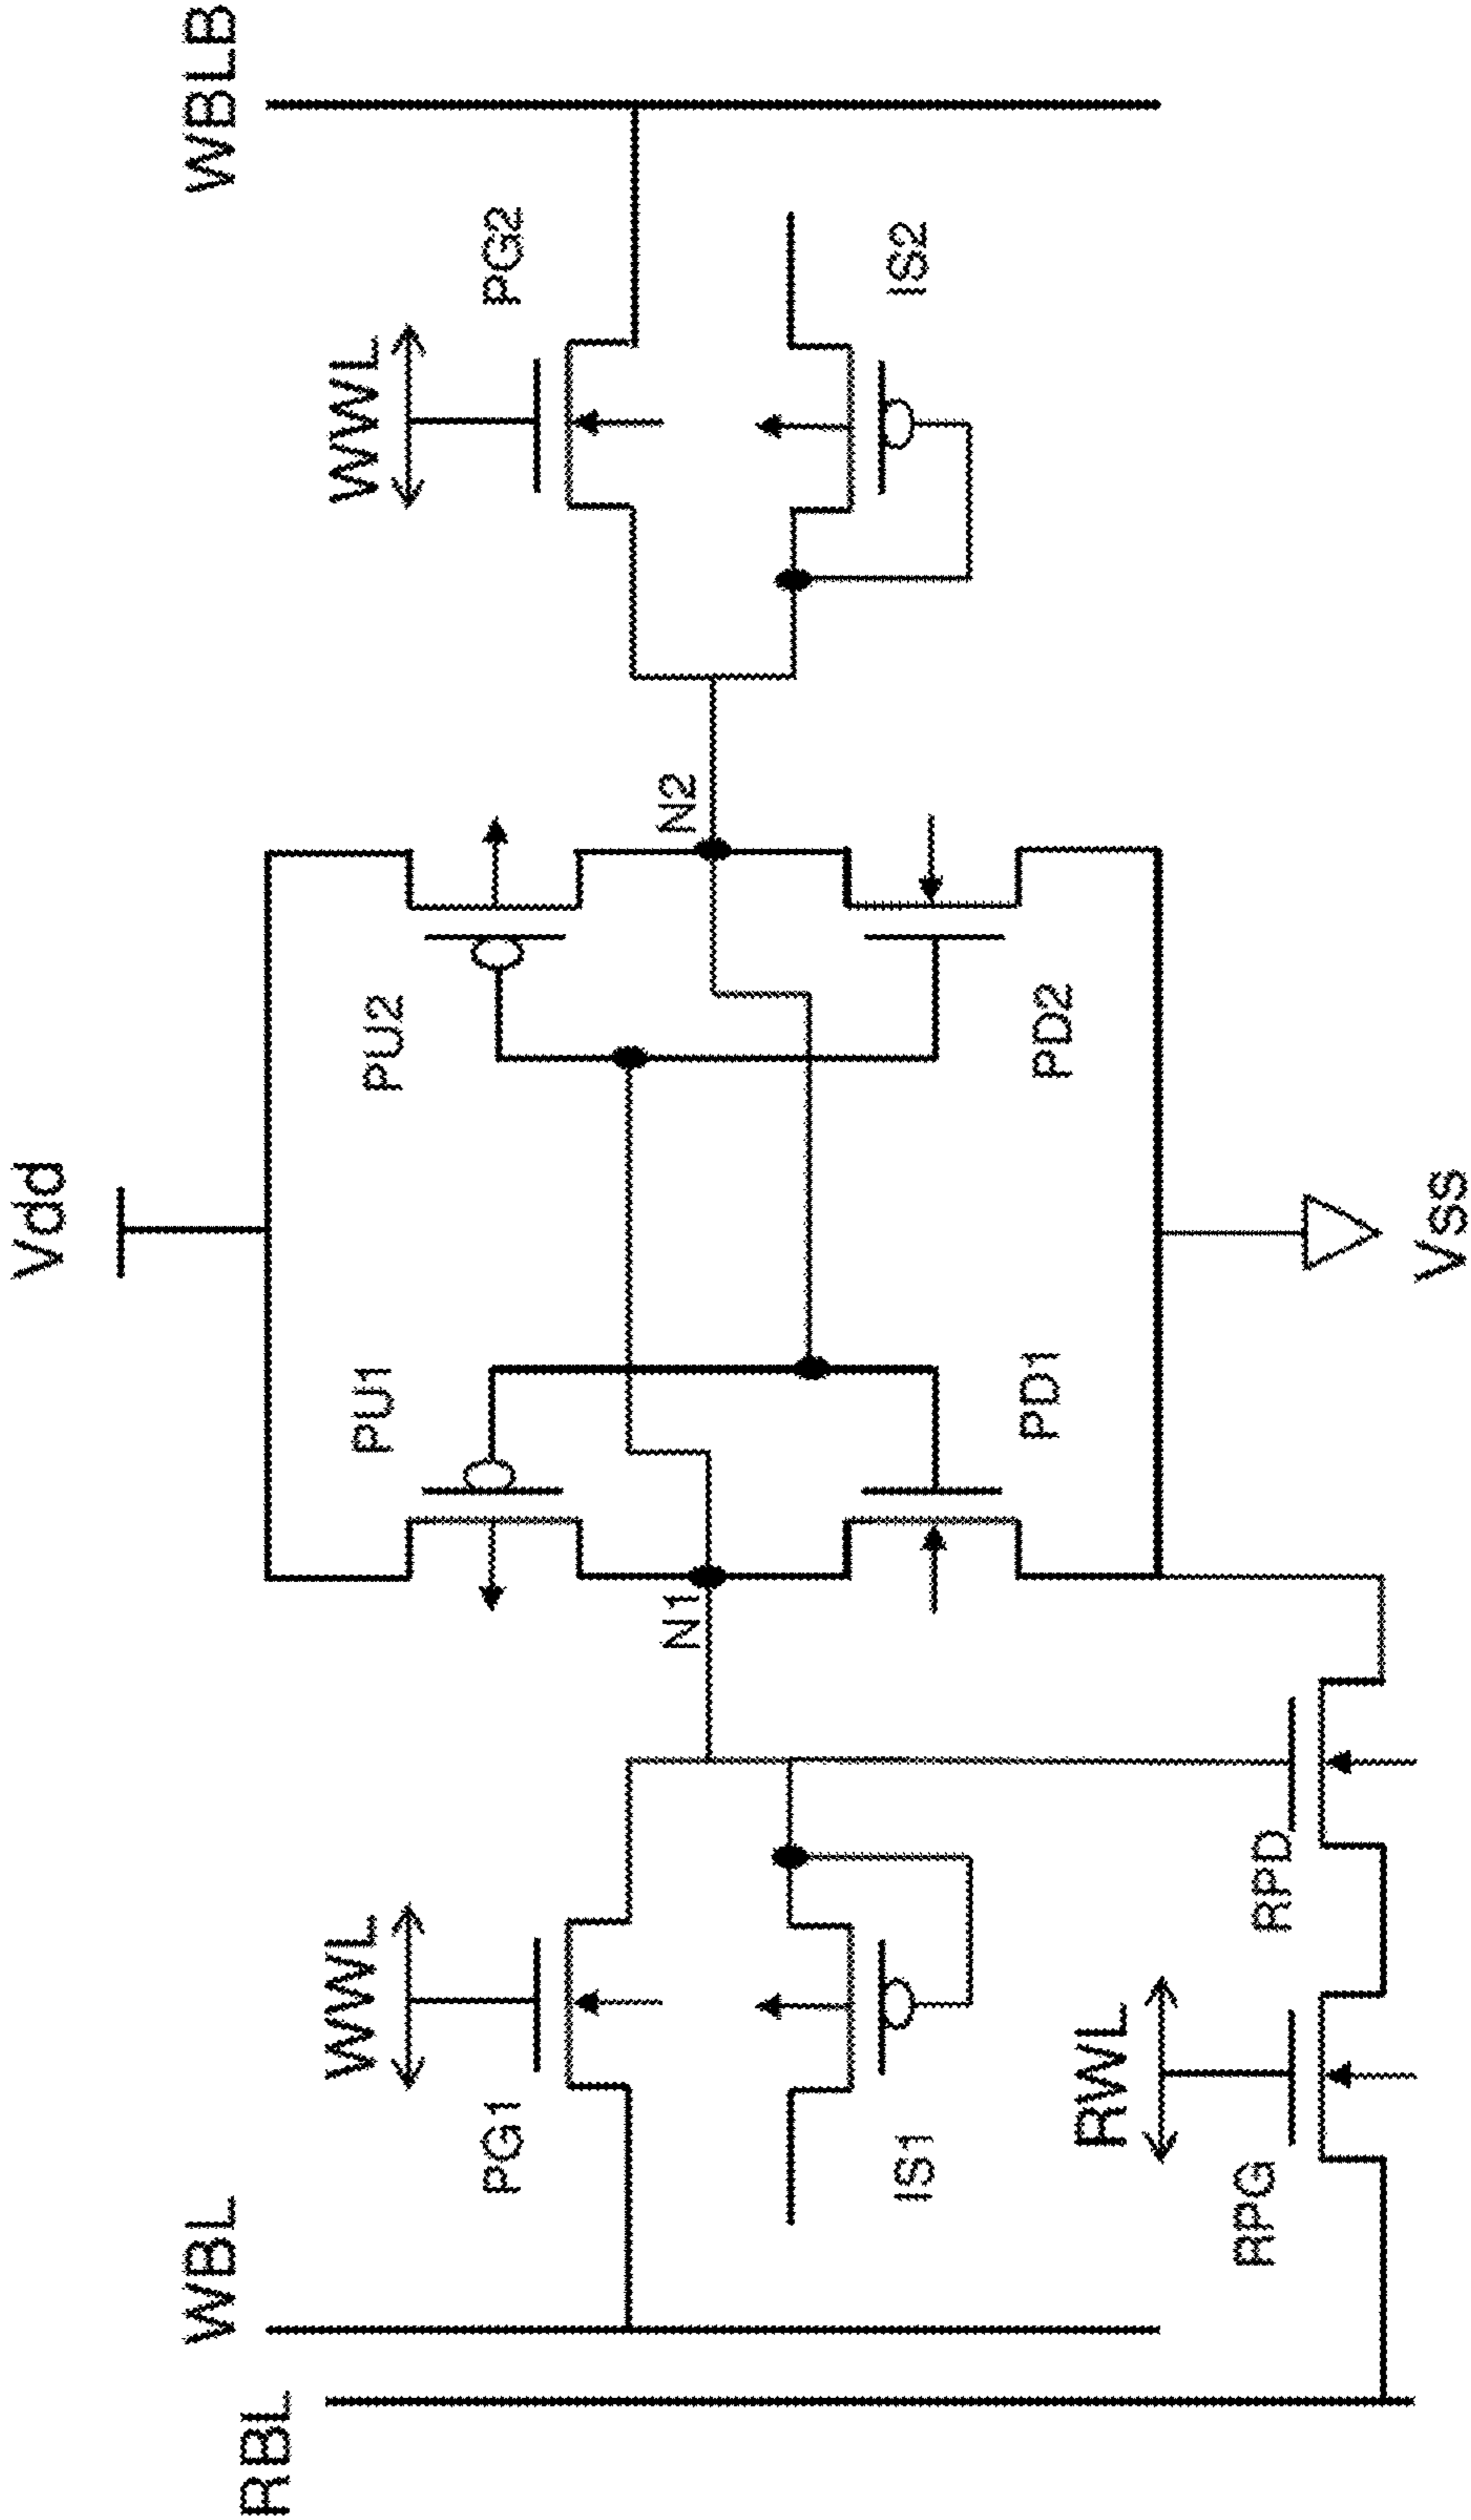 Vdd
WBL
WBLB
RBL
WWL
WWL
PU1
PU2
PG1
PG2
N1
N2
IS1
IS2
PD1
PD2
RWL
RPG
RPD
Vss